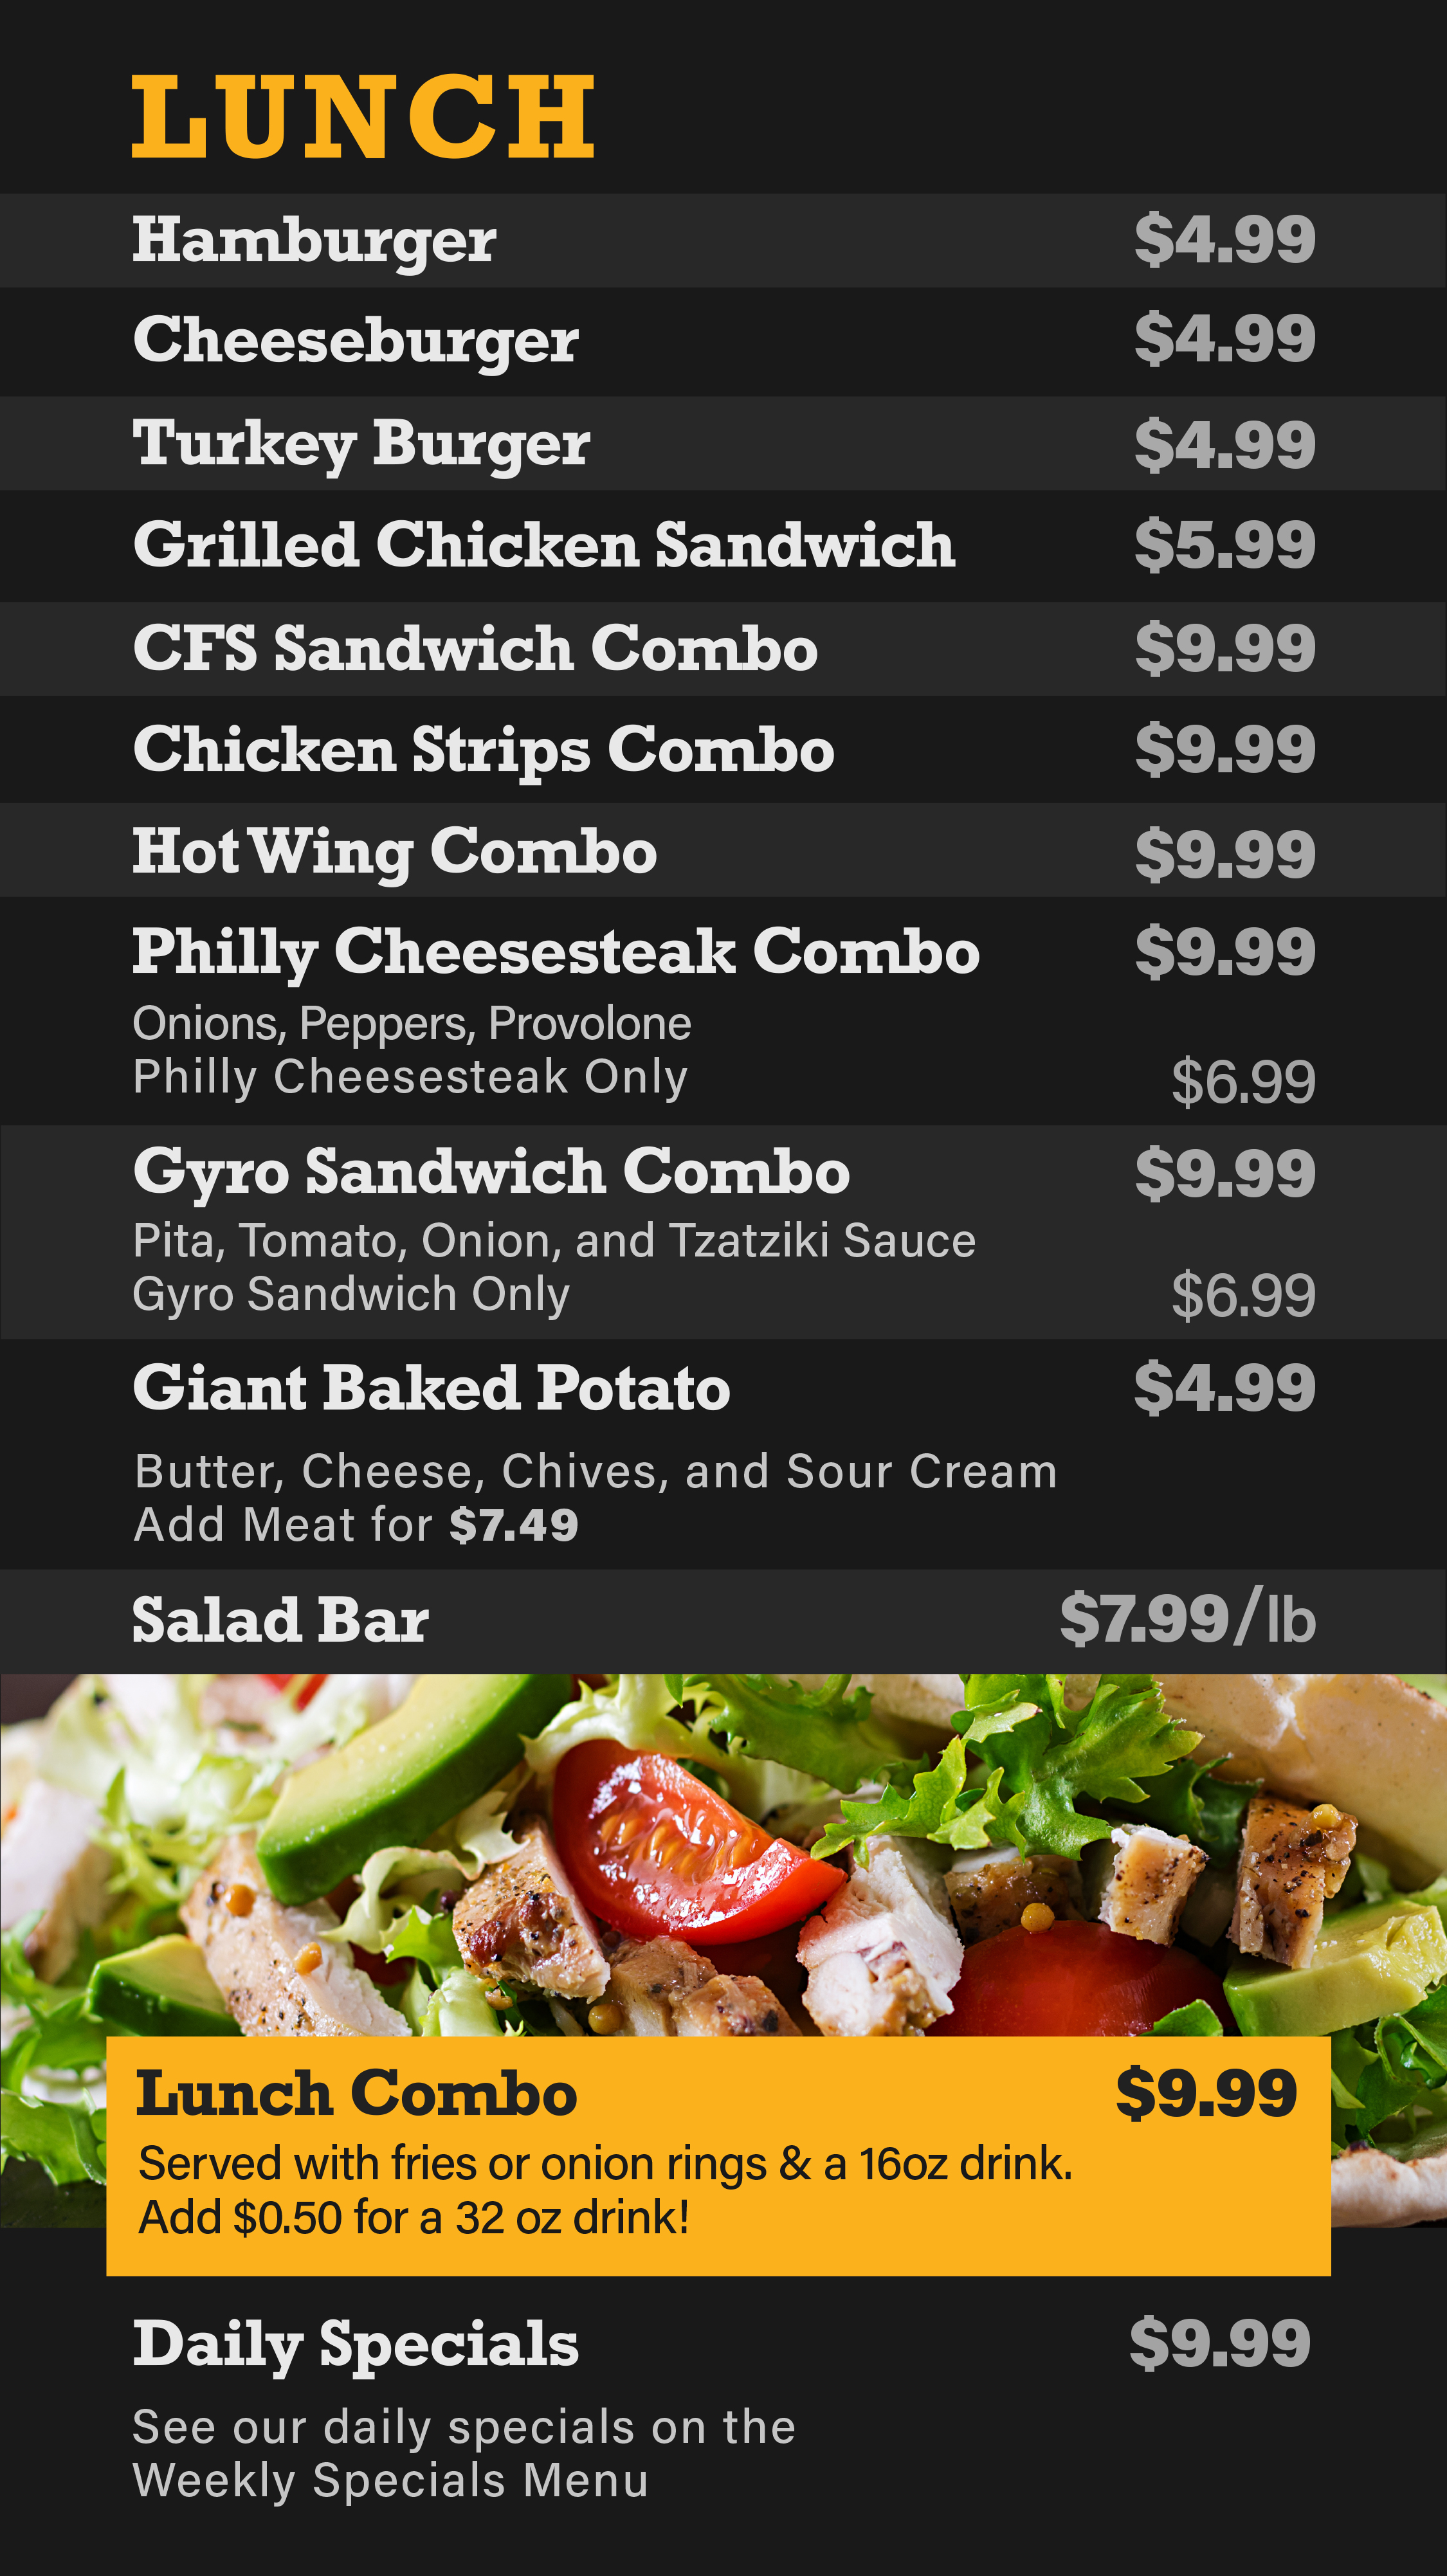 LUNCH
Hamburger $4.99
Cheeseburger $4.99
Turkey Burger $4.99
Grilled Chicken Sandwich $5.99
CFS Sandwich Combo $9.99
Chicken Strips Combo $9.99
Hot Wing Combo $9.99
Philly Cheesesteak Combo $9.99
Onions, Peppers, Provolone
Philly Cheesesteak Only $6.99
Gyro Sandwich Combo $9.99
Pita, Tomato, Onion, and Tzatziki Sauce
Gyro Sandwich Only $6.99
Giant Baked Potato $4.99
Butter, Cheese, Chives, and Sour Cream
Add Meat for $7.49
Salad Bar $7.99/lb
Lunch Combo $9.99
Served with fries or onion rings & a 16oz drink.
Add $0.50 for a 32 oz drink!
Daily Specials $9.99
See our daily specials on the
Weekly Specials Menu